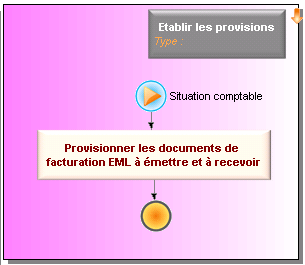 Etablir les provisions
Type :
Situation comptable
Provisionner les documents de
facturation EML à émettre et à recevoir